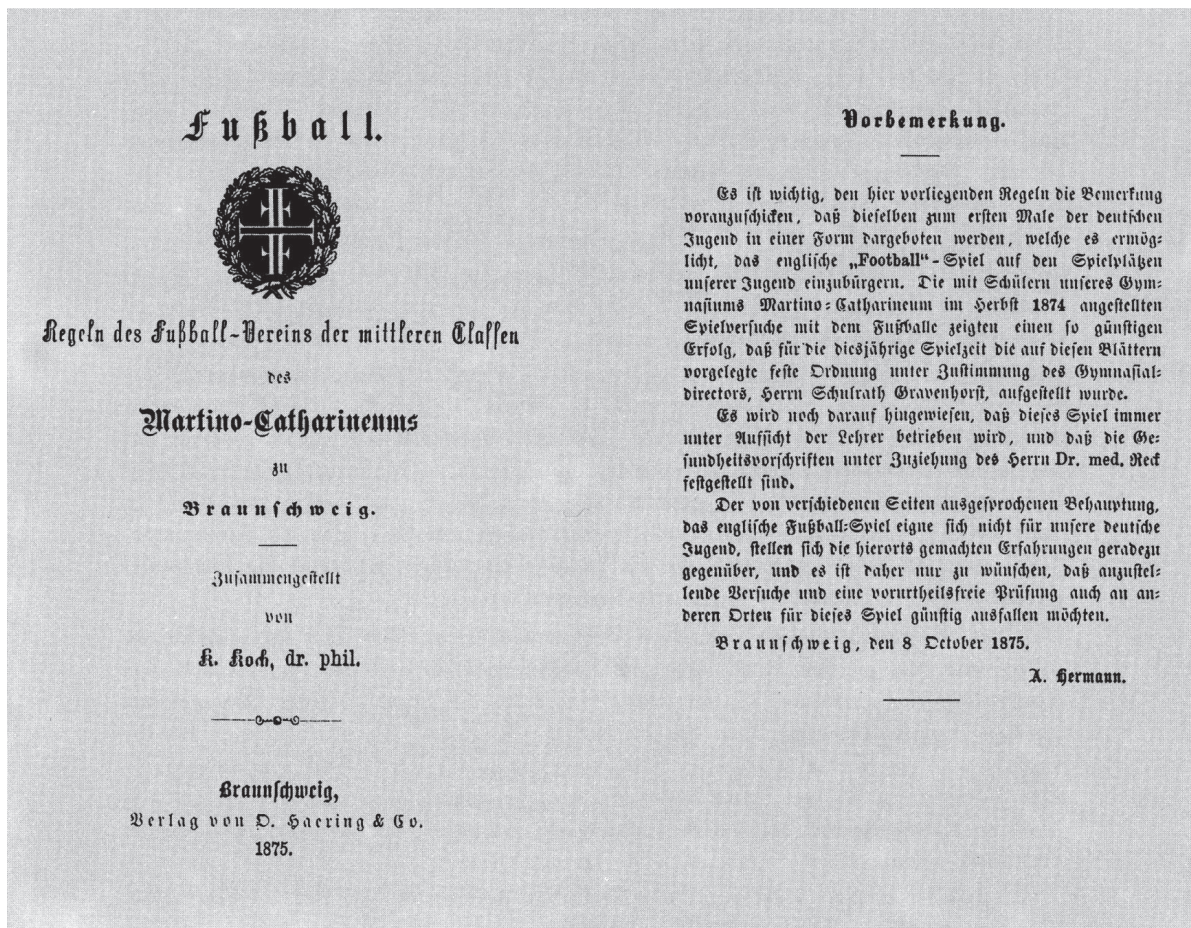 Fußball.
Regeln des Fußball-Vereins der mittleren Classen
des
Martino-Catharineums
zu
Braunschweig.
Zusammengestellt
von
K. Koch, dr. phil.
Braunschweig,
Verlag von O. Haering & Co.
1875.
Vorbemerkung.
Es ist wichtig, den hier vorliegenden Regeln die Bemerkung
voranzuschicken, daß dieselben zum ersten Male der deutschen
Jugend in einer Form dargeboten werden, welche es ermög-
licht, das englische „Football“-Spiel auf den Spielplätzen
unserer Jugend einzubürgern. Die mit Schülern unseres Gym-
nasiums Martino-Catharineum im Herbst 1874 angestellten
Spielversuche mit dem Fußballe zeigten einen so günstigen
Erfolg, daß für die diesjährige Spielzeit die auf diesen Blättern
vorgelegte feste Ordnung unter Zustimmung des Gymnasial-
directors, Herrn Schulrath Gravenhorst, aufgestellt wurde.
Es wird noch darauf hingewiesen, daß dieses Spiel immer
unter Aufsicht der Lehrer betrieben wird, und daß die Ge-
sundheitsvorschriften unter Zuziehung des Herrn Dr. med. Reck
festgestellt sind.
Der von verschiedenen Seiten ausgesprochenen Behauptung,
das englische Fußball-Spiel eigne sich nicht für unsere deutsche
Jugend, stellen sich die hierorts gemachten Erfahrungen geradezu
gegenüber, und es ist daher nur zu wünschen, daß anzustel-
lende Versuche und eine vorurtheilsfreie Prüfung auch an an-
deren Orten für dieses Spiel günstig ausfallen möchten.
Braunschweig, den 8 October 1875.
A. Hermann.